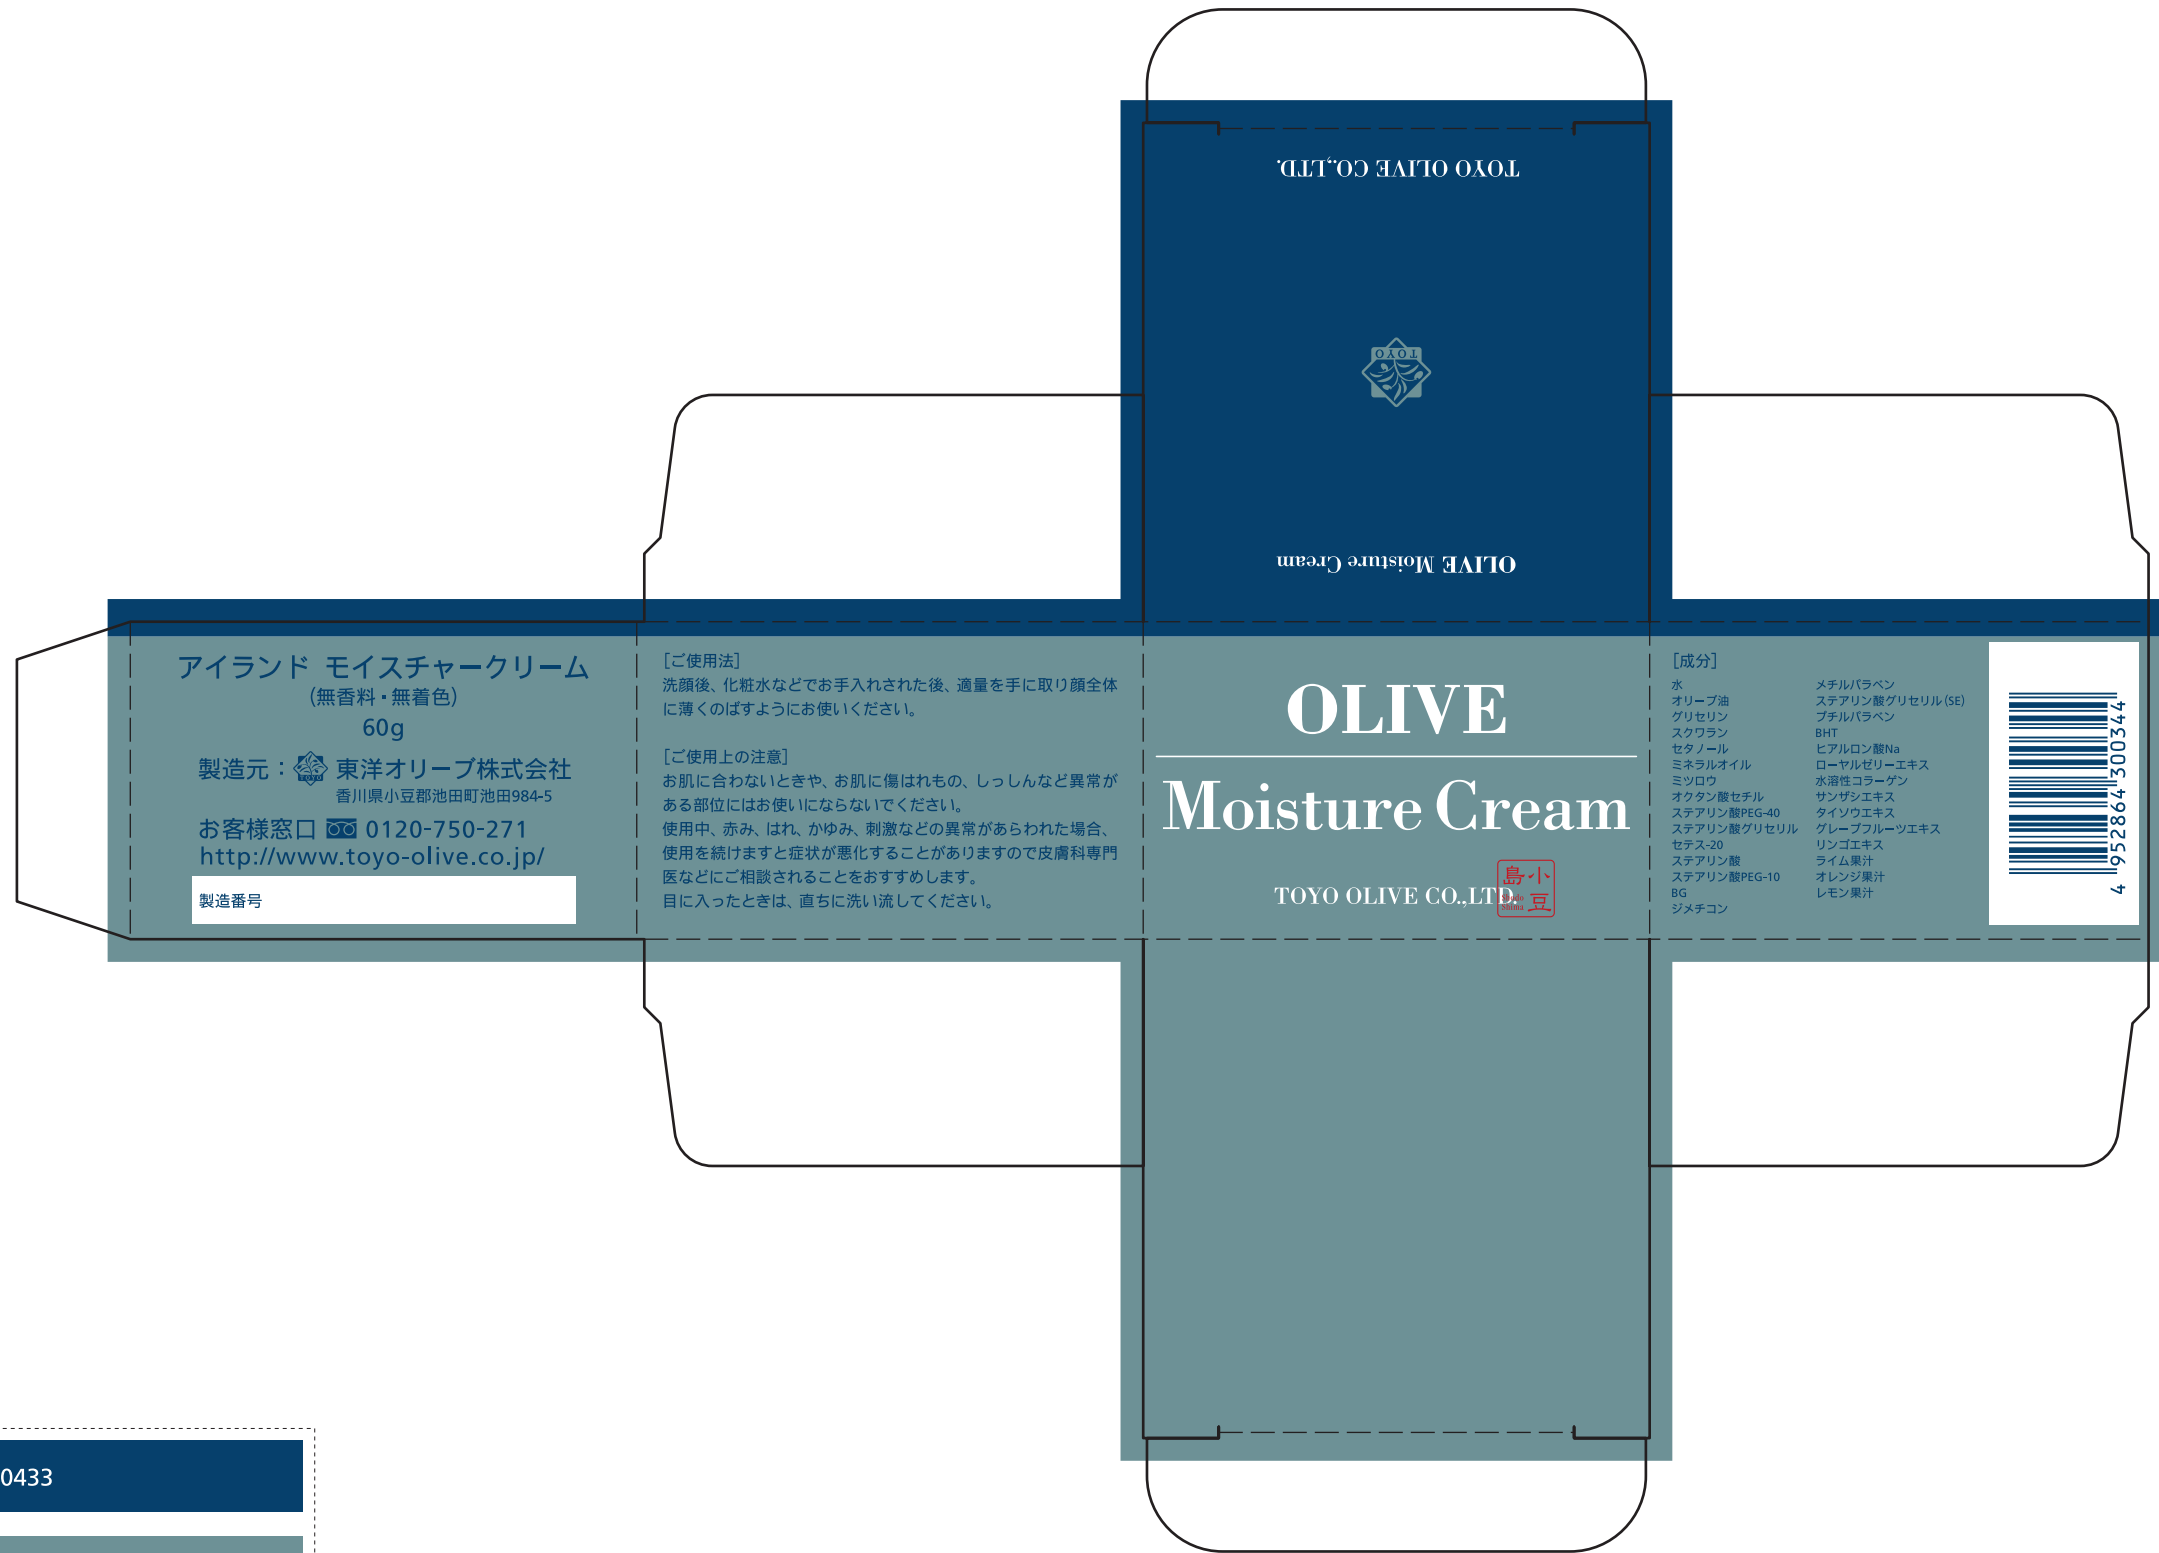 TOYO OLIVE CO.,LTD.
TOYO
OLIVE Moisture Cream
アイランド モイスチャークリーム
(無香料・無着色)
60g
製造元：TOYO 東洋オリーブ株式会社
香川県小豆郡池田町池田984-5
お客様窓口 0120-750-271
http://www.toyo-olive.co.jp/
製造番号
[ご使用法]
洗顔後、化粧水などでお手入れされた後、適量を手に取り顔全体
に薄くのばすようにお使いください。
[ご使用上の注意]
お肌に合わないときや、お肌に傷はれもの、しっしんなど異常が
ある部位にはお使いにならないでください。
使用中、赤み、はれ、かゆみ、刺激などの異常があらわれた場合、
使用を続けますと症状が悪化することがありますので皮膚科専門
医などにご相談されることをおすすめします。
目に入ったときは、直ちに洗い流してください。
OLIVE
Moisture Cream
TOYO OLIVE CO.,LTD.
小豆島
Shodo
Shima
[成分]
水
オリーブ油
グリセリン
スクワラン
セタノール
ミネラルオイル
ミツロウ
オクタン酸セチル
ステアリン酸PEG-40
ステアリン酸グリセリル
セテス-20
ステアリン酸
ステアリン酸PEG-10
BG
ジメチコン
メチルパラベン
ステアリン酸グリセリル(SE)
ブチルパラベン
BHT
ヒアルロン酸Na
ローヤルゼリーエキス
水溶性コラーゲン
サンザシエキス
タイソウエキス
グレープフルーツエキス
リンゴエキス
ライム果汁
オレンジ果汁
レモン果汁
4 952864 300344
0433